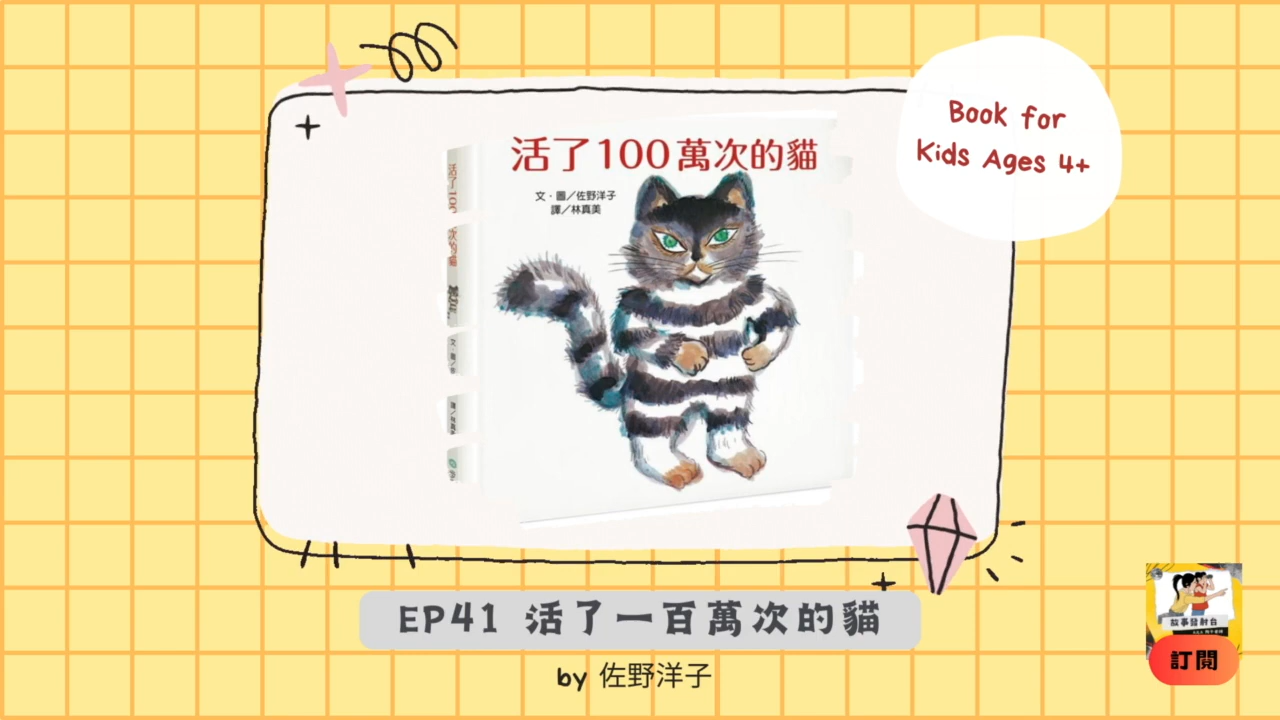 Book for
Kids Ages 4+
活了100萬次的貓
文・圖／佐野洋子
譯／林真美
EP41 活了一百萬次的貓
by 佐野洋子
故事發射台
訂閱